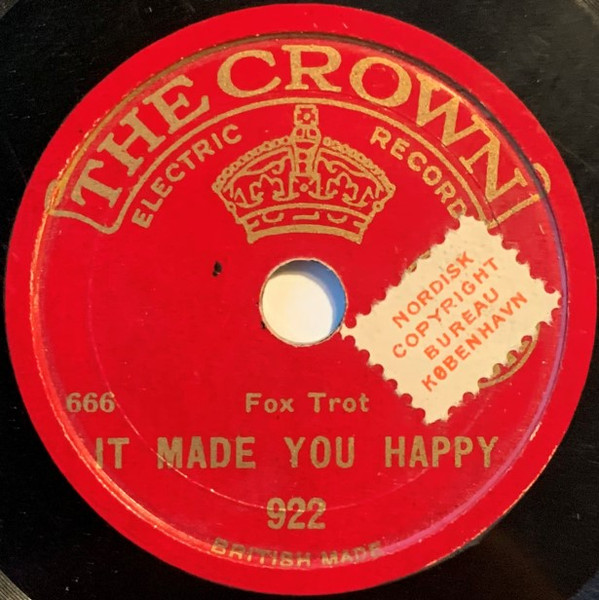 THE CROWN
ELECTRIC RECORD
NORDISK
COPYRIGHT
BUREAU
KØBENHAVN
666
Fox Trot
IT MADE YOU HAPPY
922
BRITISH MADE